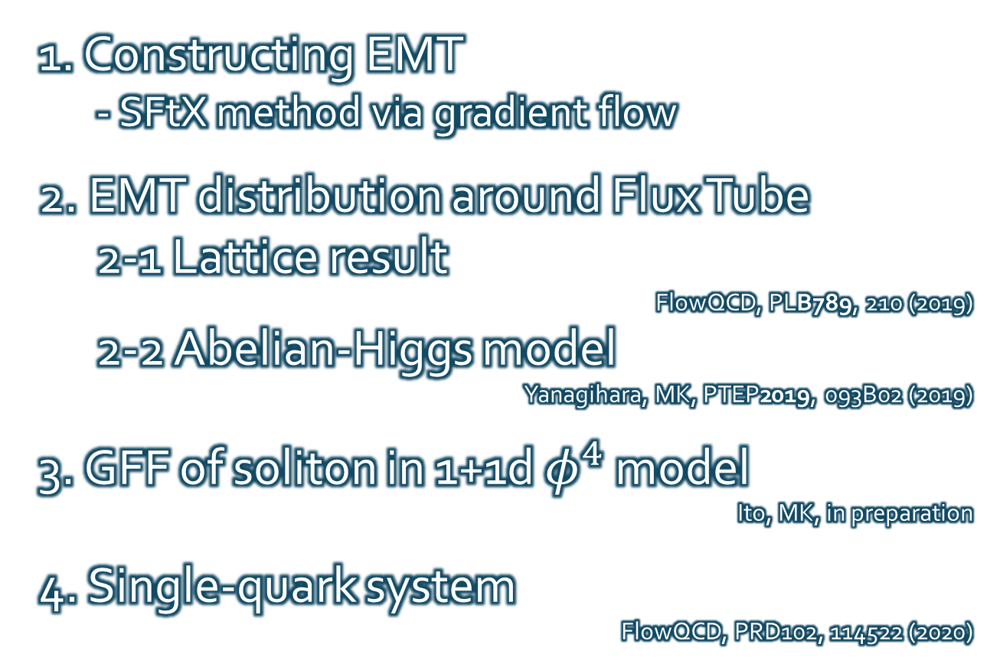 1. Constructing EMT
- SFtX method via gradient flow
2. EMT distribution around Flux Tube
2-1 Lattice result
FlowQCD, PLB789, 210 (2019)
2-2 Abelian-Higgs model
Yanagihara, MK, PTEP2019, 093B02 (2019)
3. GFF of soliton in 1+1d ϕ⁴ model
Ito, MK, in preparation
4. Single-quark system
FlowQCD, PRD102, 114522 (2020)